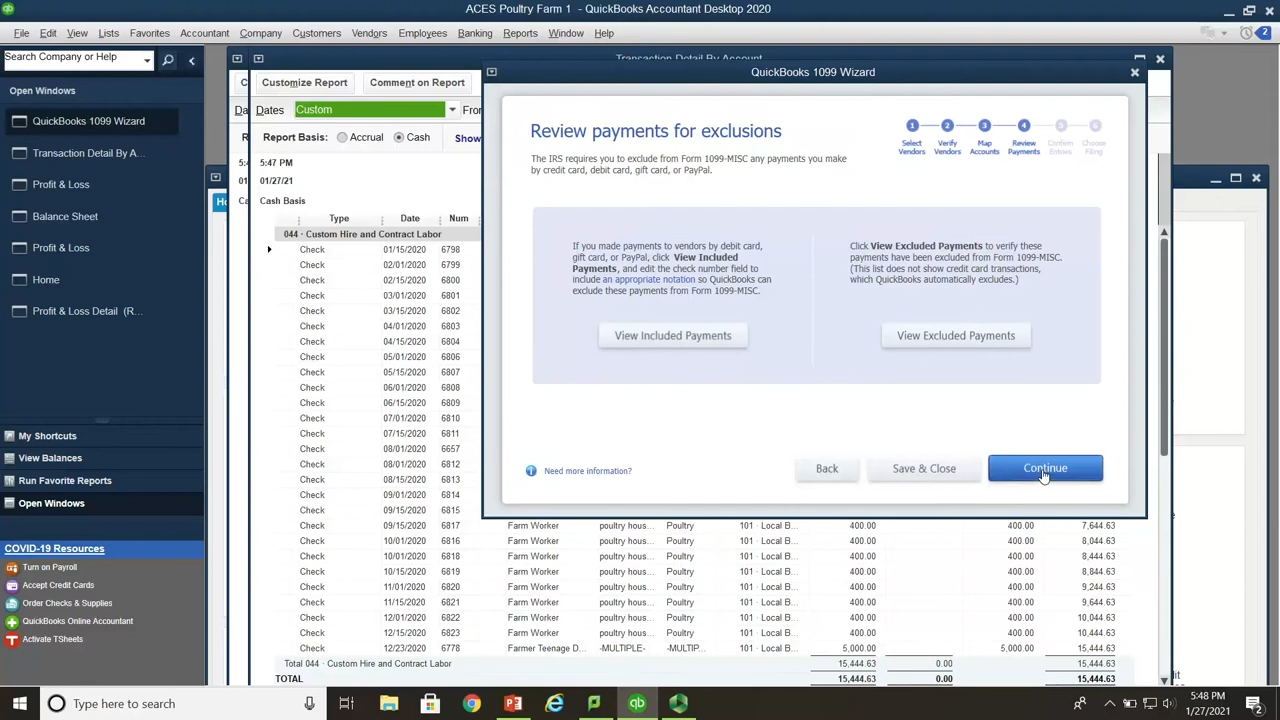 ACES Poultry Farm 1 - QuickBooks Accountant Desktop 2020
File Edit View Lists Favorites Accountant Company Customers Vendors Employees Banking Reports Window Help
2
Search Company or Help
Open Windows
QuickBooks 1099 Wizard
Transaction Detail By A...
Profit & Loss
Balance Sheet
Profit & Loss
Home
Profit & Loss Detail (R...
My Shortcuts
View Balances
Run Favorite Reports
Open Windows
COVID-19 Resources
Turn on Payroll
Accept Credit Cards
Order Checks & Supplies
QuickBooks Online Accountant
Activate TSheets
Transaction Detail By Account
Customize Report Comment on Report
Da Dates Custom Fro
Report Basis: Accrual Cash Show
5:47 PM
01/27/21
Cash Basis
Type Date Num
044 · Custom Hire and Contract Labor
Check 01/15/2020 6798
Check 02/01/2020 6799
Check 02/15/2020 6800
Check 03/01/2020 6801
Check 03/15/2020 6802
Check 04/01/2020 6803
Check 04/15/2020 6804
Check 05/01/2020 6806
Check 05/15/2020 6807
Check 06/01/2020 6808
Check 06/15/2020 6809
Check 07/01/2020 6810
Check 07/15/2020 6811
Check 08/01/2020 6657
Check 08/01/2020 6812
Check 08/15/2020 6813
Check 09/01/2020 6814
Check 09/15/2020 6815
Check 09/15/2020 6817 Farm Worker poultry hous... Poultry 101 · Local B... 400.00 400.00 7,644.63
Check 10/01/2020 6816 Farm Worker poultry hous... Poultry 101 · Local B... 400.00 400.00 8,044.63
Check 10/01/2020 6818 Farm Worker poultry hous... Poultry 101 · Local B... 400.00 400.00 8,444.63
Check 10/15/2020 6819 Farm Worker poultry hous... Poultry 101 · Local B... 400.00 400.00 8,844.63
Check 11/01/2020 6820 Farm Worker poultry hous... Poultry 101 · Local B... 400.00 400.00 9,244.63
Check 11/15/2020 6821 Farm Worker poultry hous... Poultry 101 · Local B... 400.00 400.00 9,644.63
Check 12/01/2020 6822 Farm Worker poultry hous... Poultry 101 · Local B... 400.00 400.00 10,044.63
Check 12/15/2020 6823 Farm Worker poultry hous... Poultry 101 · Local B... 400.00 400.00 10,444.63
Check 12/23/2020 6778 Farmer Teenage D... -MULTIPLE- -MULTIP... 101 · Local B... 5,000.00 5,000.00 15,444.63
Total 044 · Custom Hire and Contract Labor 15,444.63 0.00 15,444.63
TOTAL 15,444.63 0.00 15,444.63
QuickBooks 1099 Wizard
Review payments for exclusions
The IRS requires you to exclude from Form 1099-MISC any payments you make
by credit card, debit card, gift card, or PayPal.
1 2 3 4 5 6
Select Verify Map Review Confirm Choose
Vendors Vendors Accounts Payments Entries Filing
If you made payments to vendors by debit card,
gift card, or PayPal, click View Included
Payments, and edit the check number field to
include an appropriate notation so QuickBooks can
exclude these payments from Form 1099-MISC.
View Included Payments
Click View Excluded Payments to verify these
payments have been excluded from Form 1099-MISC.
(This list does not show credit card transactions,
which QuickBooks automatically excludes.)
View Excluded Payments
Need more information?
Back Save & Close Continue
Type here to search
5:48 PM
1/27/2021
2